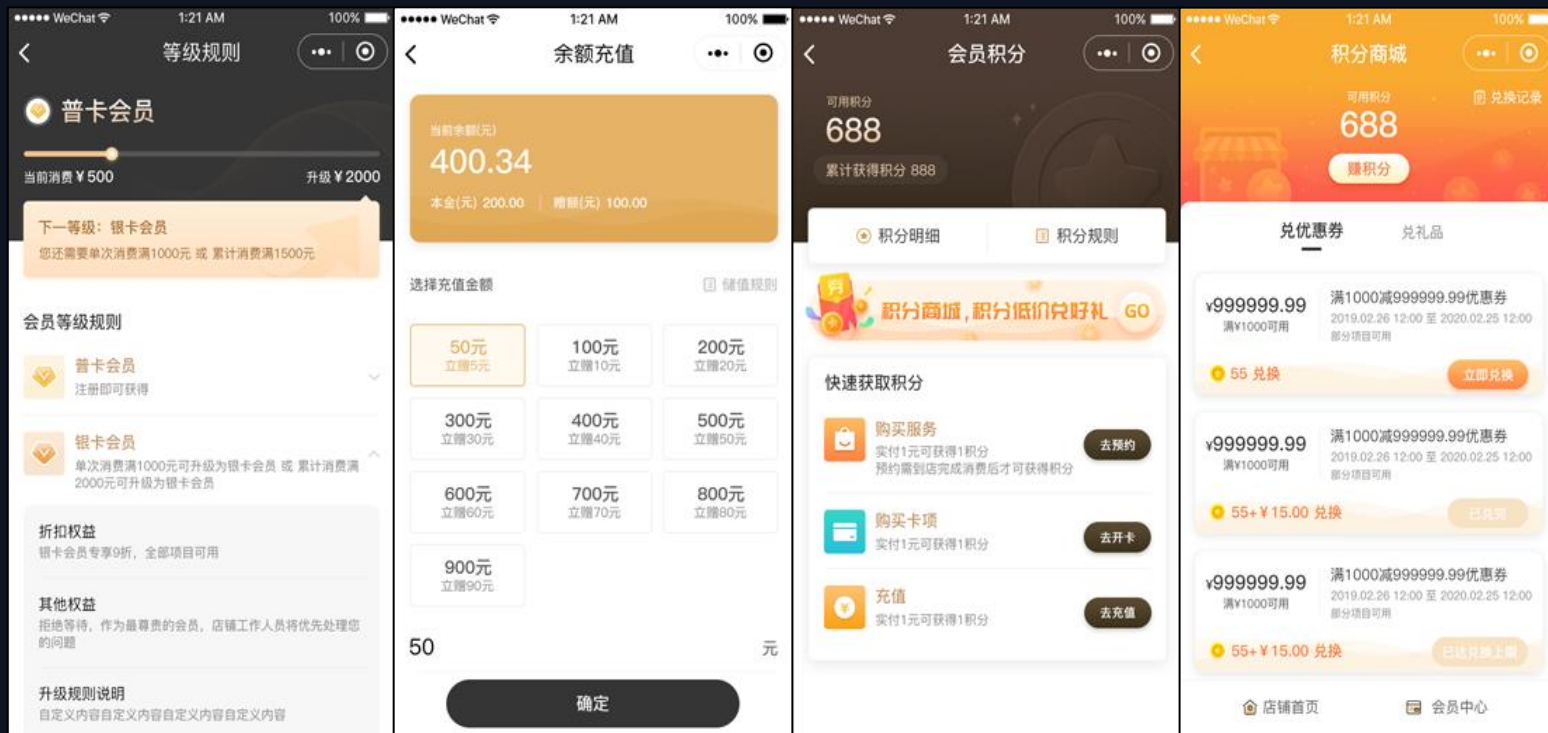 WeChat 1:21 AM 100%
等级规则
普卡会员
当前消费 ¥ 500 升级 ¥ 2000
下一等级：银卡会员
您还需要单次消费满1000元 或 累计消费满1500元
会员等级规则
普卡会员
注册即可获得
银卡会员
单次消费满1000元可升级为银卡会员 或 累计消费满
2000元可升级为银卡会员
折扣权益
银卡会员专享9折，全部项目可用
其他权益
拒绝等待，作为最尊贵的会员，店铺工作人员将优先处理您
的问题
升级规则说明
自定义内容自定义内容自定义内容自定义内容
WeChat 1:21 AM 100%
余额充值
当前余额(元)
400.34
本金(元) 200.00 赠额(元) 100.00
选择充值金额 储值规则
50元 100元 200元
立赠5元 立赠10元 立赠20元
300元 400元 500元
立赠30元 立赠40元 立赠50元
600元 700元 800元
立赠60元 立赠70元 立赠80元
900元
立赠90元
50 元
确定
WeChat 1:21 AM 100%
会员积分
可用积分
688
累计获得积分 888
积分明细 积分规则
积分商城,积分低价兑好礼 GO
快速获取积分
购买服务
实付1元可获得1积分
预约需到店完成消费后才可获得积分
去预约
购买卡项
实付1元可获得1积分
去开卡
充值
实付1元可获得1积分
去充值
WeChat 1:21 AM 100%
积分商城
可用积分
兑换记录
688
赚积分
兑优惠券 兑礼品
¥999999.99
满¥1000可用
满1000减999999.99优惠券
2019.02.26 12:00 至 2020.02.25 12:00
部分项目可用
55 兑换 立即兑换
¥999999.99
满¥1000可用
满1000减999999.99优惠券
2019.02.26 12:00 至 2020.02.25 12:00
部分项目可用
55+¥15.00 兑换 已兑完
¥999999.99
满¥1000可用
满1000减999999.99优惠券
2019.02.26 12:00 至 2020.02.25 12:00
部分项目可用
55+¥15.00 兑换 已达兑换上限
店铺首页 会员中心